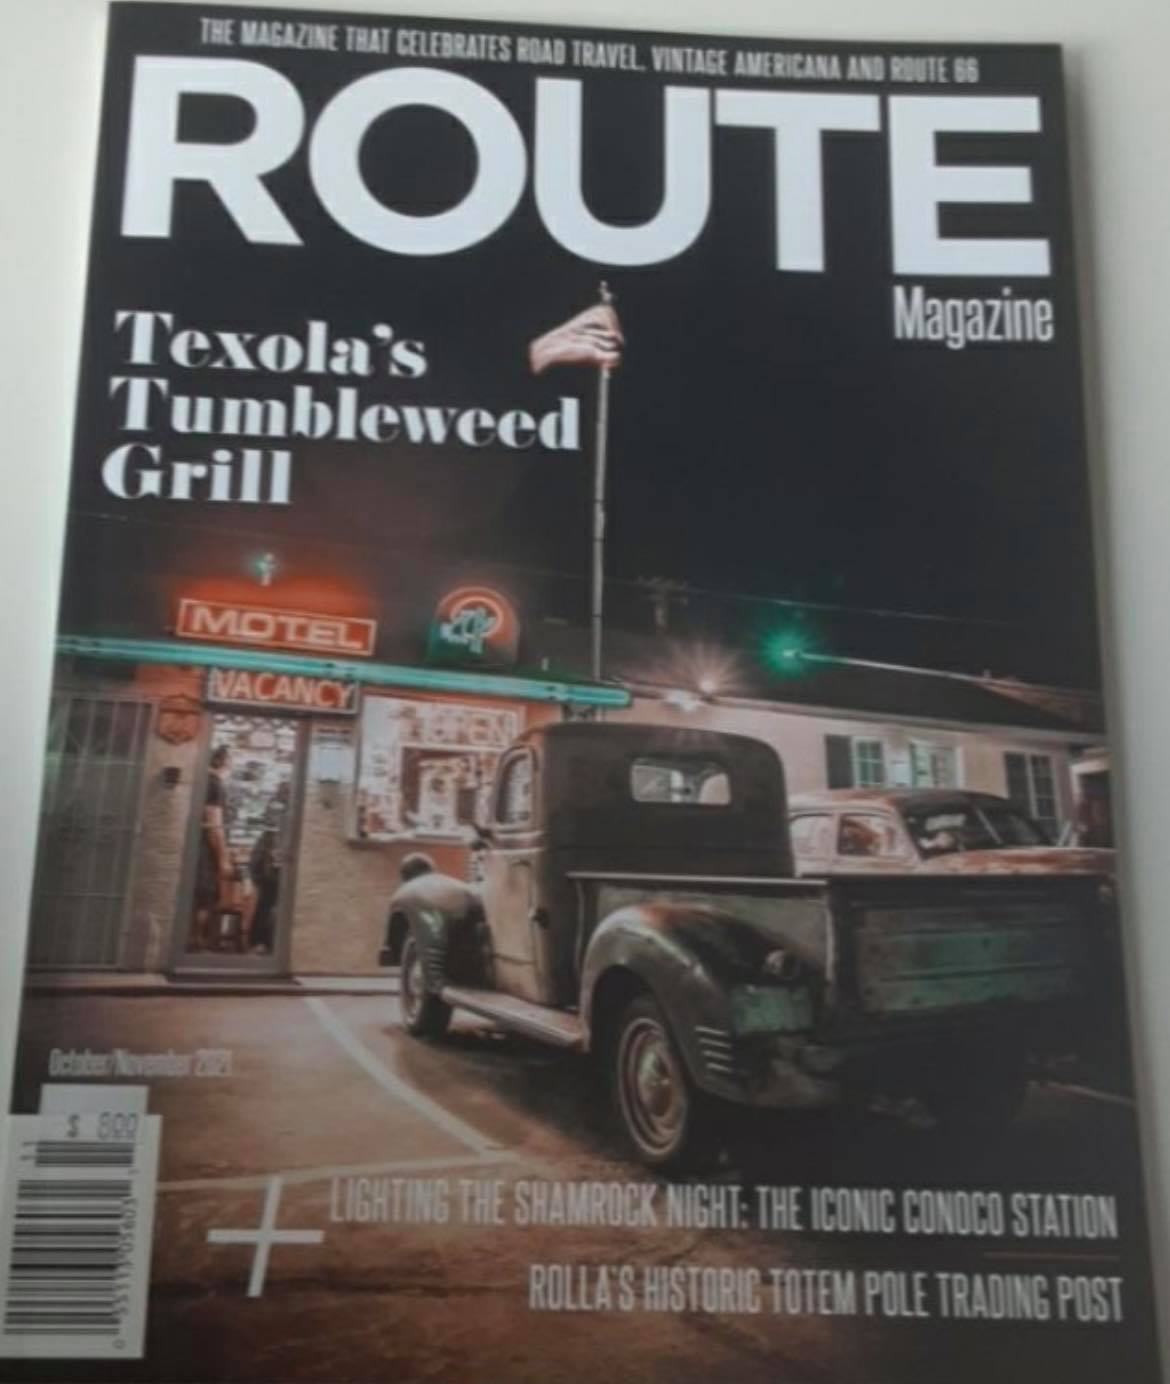 THE MAGAZINE THAT CELEBRATES ROAD TRAVEL, VINTAGE AMERICANA AND ROUTE 66
ROUTE
Magazine
Texola's
Tumbleweed
Grill
MOTEL
VACANCY
OPEN
October/November 2021
$ 8.00
+ LIGHTING THE SHAMROCK NIGHT: THE ICONIC CONOCO STATION
ROLLA'S HISTORIC TOTEM POLE TRADING POST